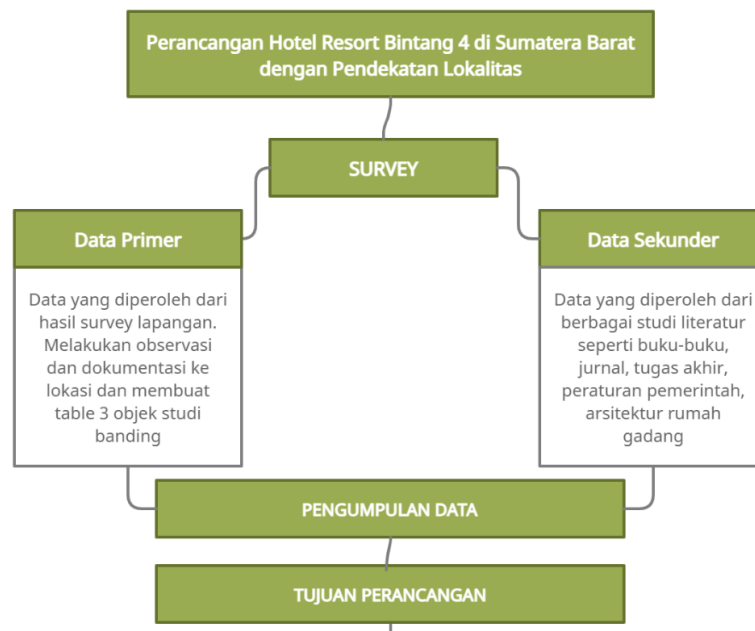 Perancangan Hotel Resort Bintang 4 di Sumatera Barat
dengan Pendekatan Lokalitas
SURVEY
Data Primer
Data yang diperoleh dari
hasil survey lapangan.
Melakukan observasi
dan dokumentasi ke
lokasi dan membuat
table 3 objek studi
banding
Data Sekunder
Data yang diperoleh dari
berbagai studi literatur
seperti buku-buku,
jurnal, tugas akhir,
peraturan pemerintah,
arsitektur rumah
gadang
PENGUMPULAN DATA
TUJUAN PERANCANGAN